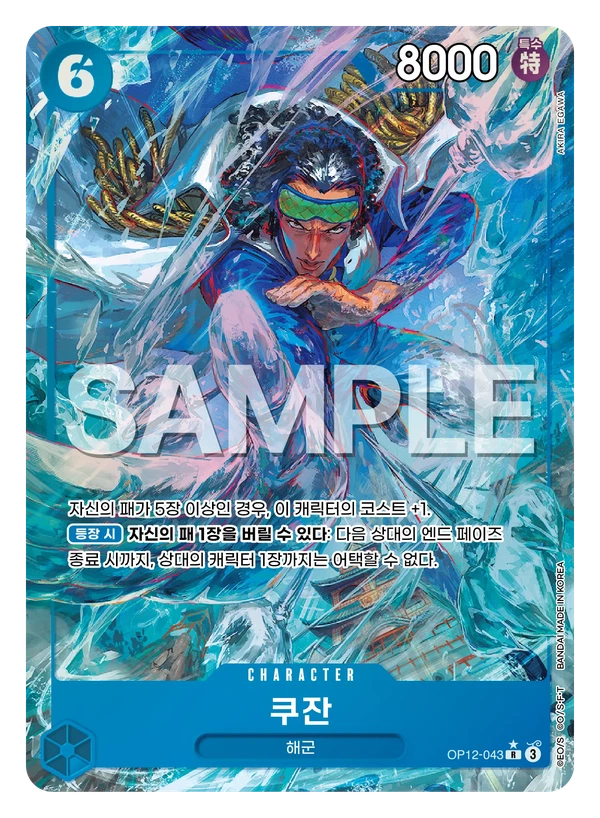 6
8000
특수
特
AKIRA EGAWA
SAMPLE
자신의 패가 5장 이상인 경우, 이 캐릭터의 코스트 +1.
등장 시 자신의 패 1장을 버릴 수 있다: 다음 상대의 엔드 페이즈
종료 시까지, 상대의 캐릭터 1장까지는 어택할 수 없다.
CHARACTER
쿠잔
해군
OP12-043 ★ R 3
©EO/S ©O/S·F·T BANDAI MADE IN KOREA